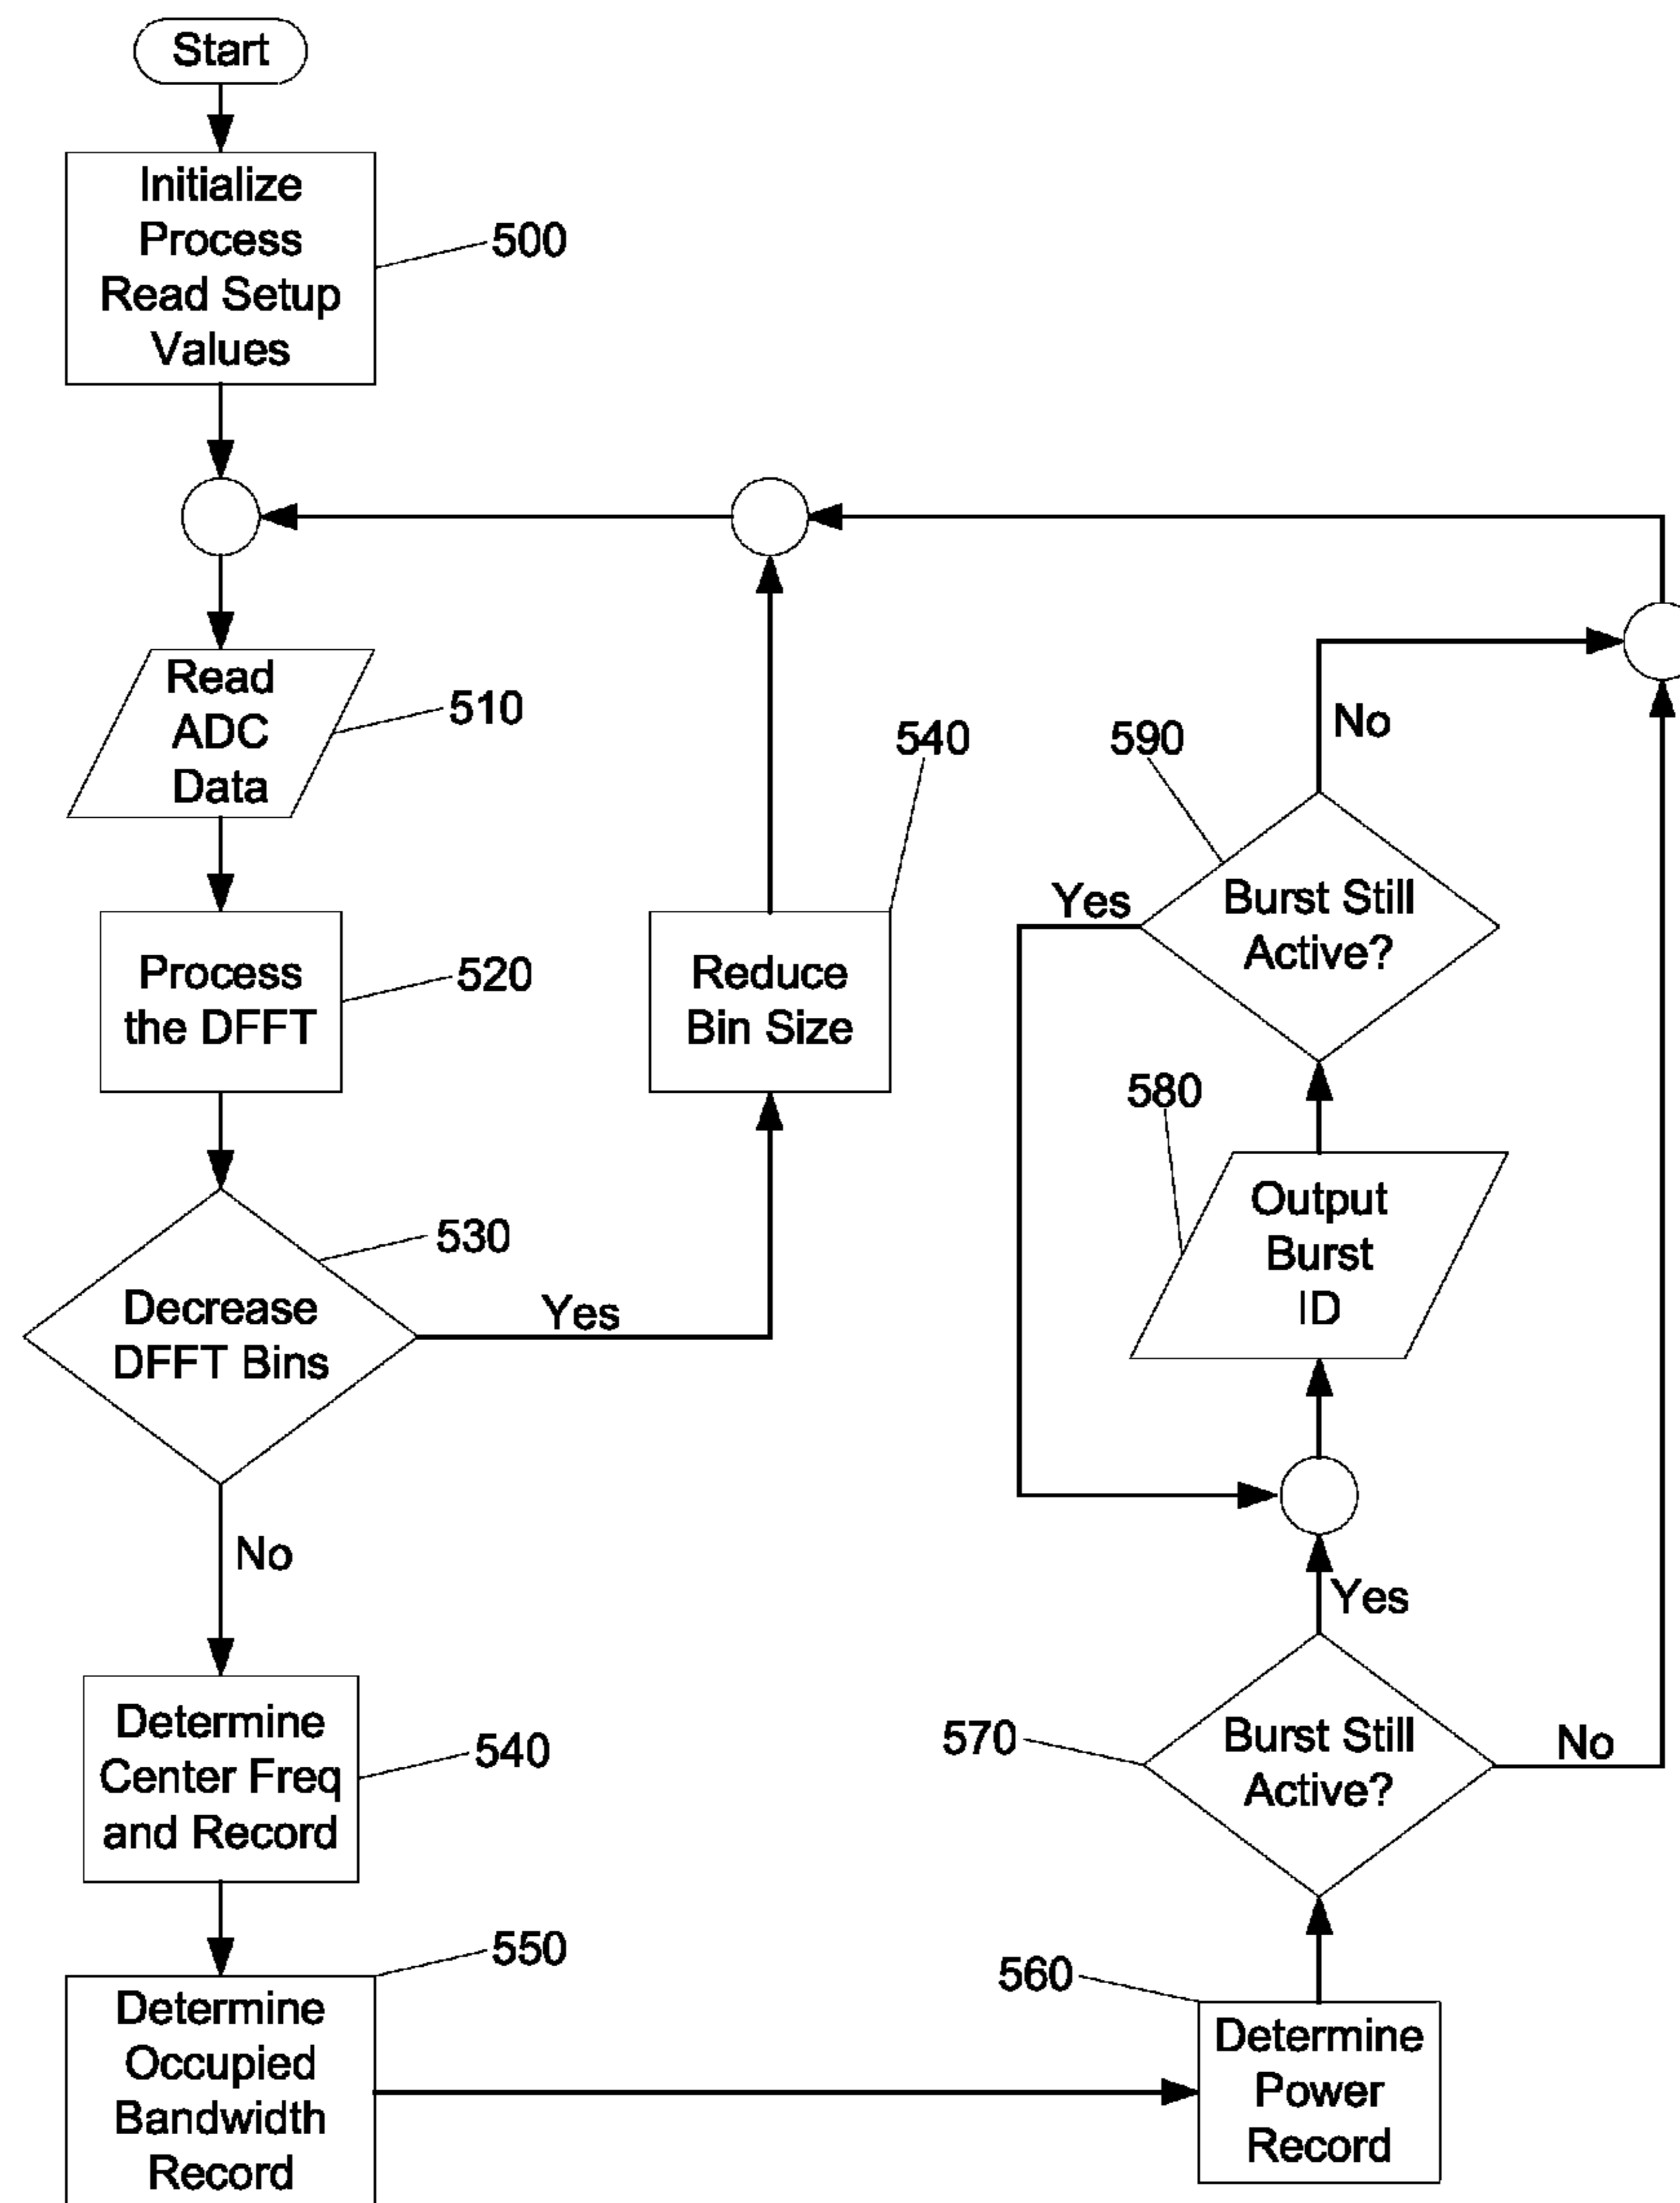 Start
Initialize
Process
Read Setup
Values
500
Read
ADC
Data
510
Process
the DFFT
520
Decrease
DFFT Bins
530
Yes
No
Reduce
Bin Size
540
Determine
Center Freq
and Record
540
Determine
Occupied
Bandwidth
Record
550
Determine
Power
Record
560
Burst Still
Active?
570
Yes
No
Output
Burst
ID
580
Burst Still
Active?
590
Yes
No